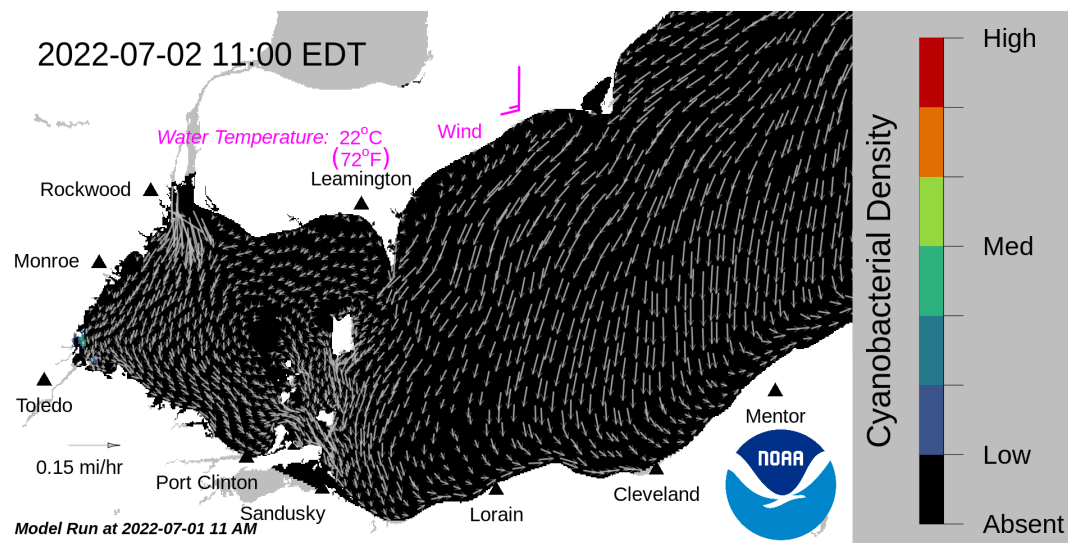 2022-07-02 11:00 EDT
Water Temperature: 22°C
(72°F)
Wind
Leamington
Rockwood
Monroe
Toledo
0.15 mi/hr
Port Clinton
Sandusky
Lorain
Cleveland
Mentor
NOAA
Model Run at 2022-07-01 11 AM
Cyanobacterial Density
High
Med
Low
Absent